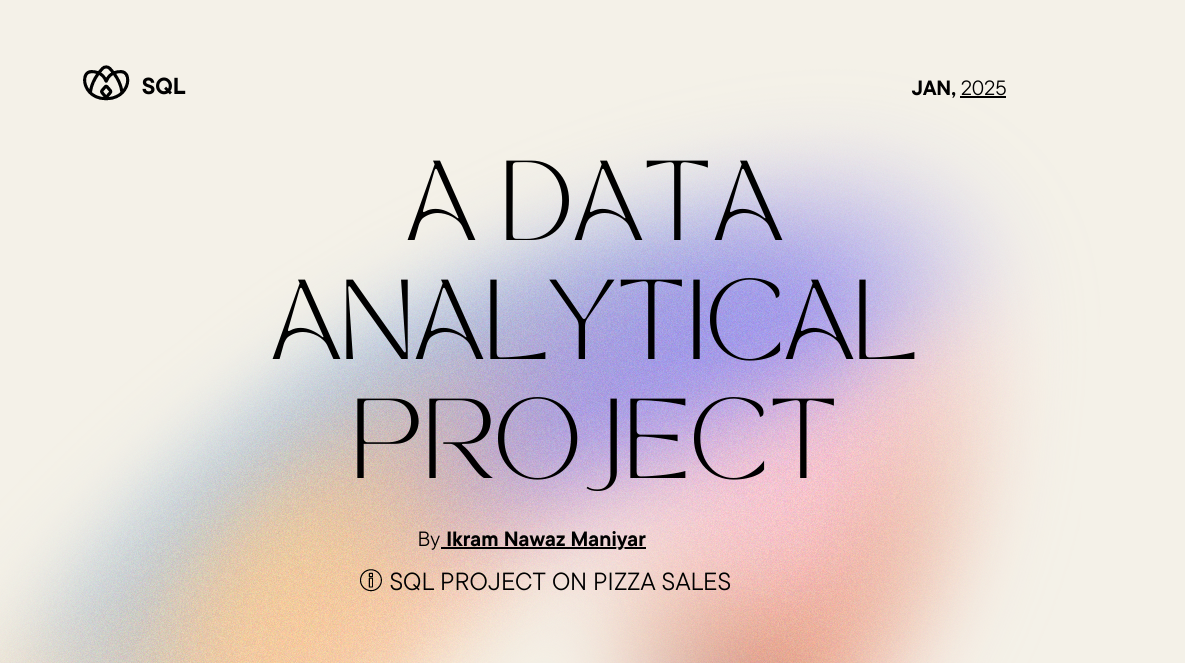 SQL
JAN, 2025
A DATA
ANALYTICAL
PROJECT
By Ikram Nawaz Maniyar
SQL PROJECT ON PIZZA SALES